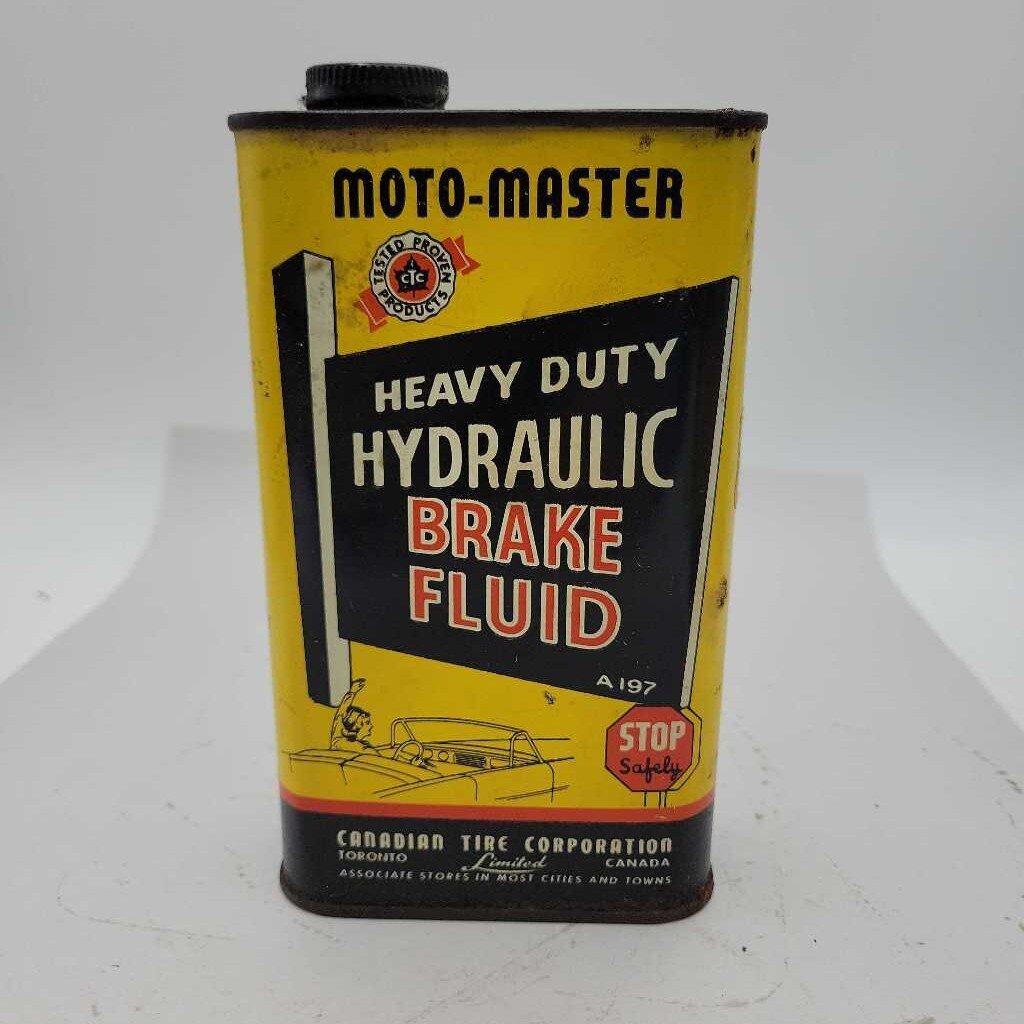 MOTO-MASTER
TESTED PROVEN
CTC
PRODUCTS
HEAVY DUTY
HYDRAULIC
BRAKE
FLUID
A197
STOP
Safely
CANADIAN TIRE CORPORATION
TORONTO Limited CANADA
ASSOCIATE STORES IN MOST CITIES AND TOWNS